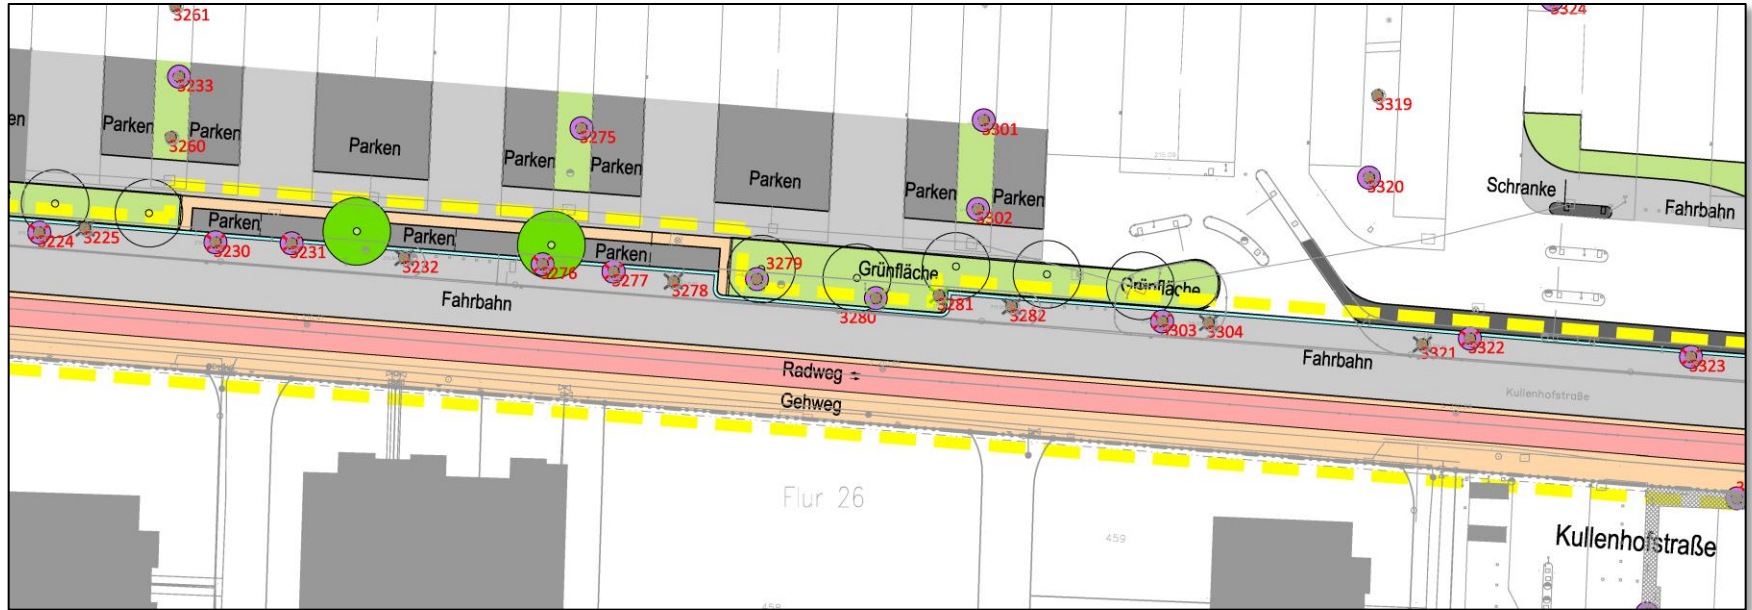 3261
3324
3233
3319
en
Parken
Parken
3275
3301
3260
Parken
3320
Parken
Parken
Parken
Parken
Parken
Schranke
Fahrbahn
3302
Parken
Parken
Parken
3224
3225
3230
3231
3232
3276
3277
3278
3279
Grünfläche
Grünfläche
3280
3281
3282
3303
3304
3321
3322
3323
Fahrbahn
Fahrbahn
Radweg
Gehweg
Kullenhofstraße
Flur 26
459
Kullenhofstraße
458